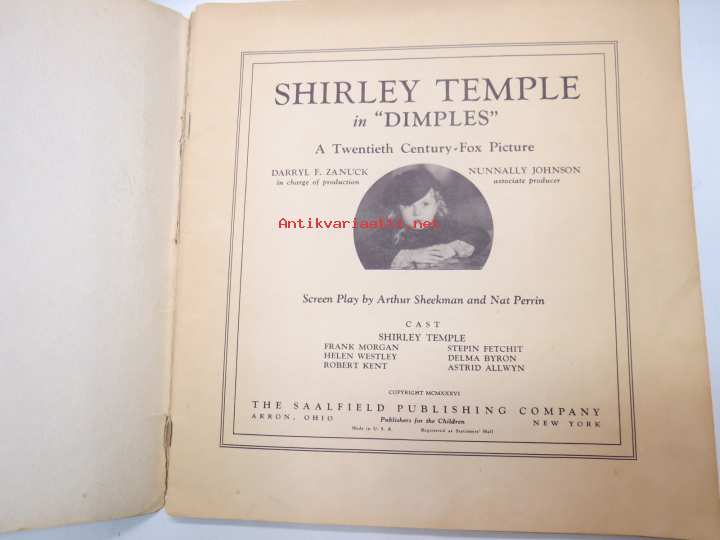 SHIRLEY TEMPLE
in "DIMPLES"
A Twentieth Century-Fox Picture
DARRYL F. ZANUCK
in charge of production
NUNNALLY JOHNSON
associate producer
Antikvariaatti.net
Screen Play by Arthur Sheekman and Nat Perrin
CAST
SHIRLEY TEMPLE
FRANK MORGAN STEPIN FETCHIT
HELEN WESTLEY DELMA BYRON
ROBERT KENT ASTRID ALLWYN
COPYRIGHT MCMXXXVI
THE SAALFIELD PUBLISHING COMPANY
AKRON, OHIO Publishers for the Children NEW YORK
Made in U. S. A. Registered at Stationers' Hall